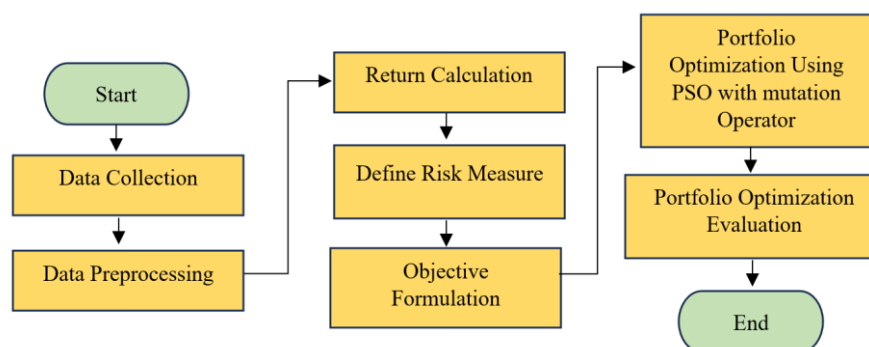 Start
Data Collection
Data Preprocessing
Return Calculation
Define Risk Measure
Objective
Formulation
Portfolio
Optimization Using
PSO with mutation
Operator
Portfolio Optimization
Evaluation
End